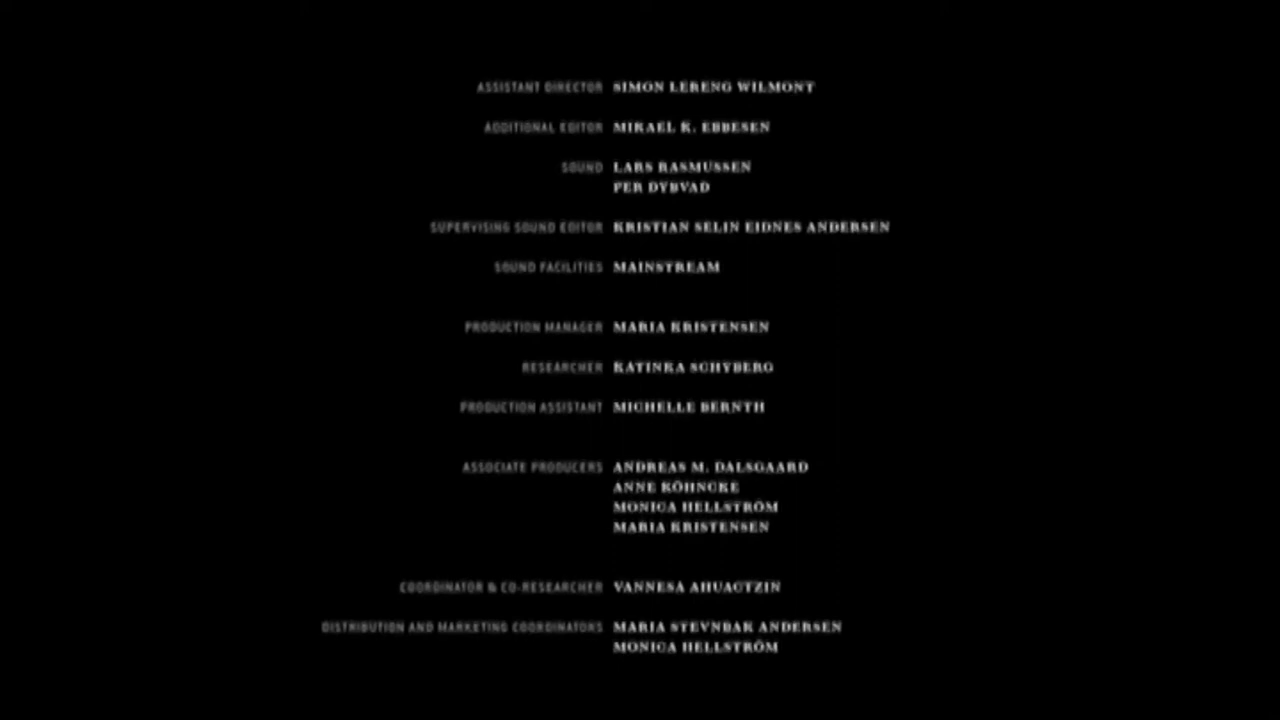 ASSISTANT DIRECTOR SIMON LERENG WILMONT
ADDITIONAL EDITOR MIKAEL K. EBBESEN
SOUND LARS RASMUSSEN
PER DYBVAD
SUPERVISING SOUND EDITOR KRISTIAN SELIN EIDNES ANDERSEN
SOUND FACILITIES MAINSTREAM
PRODUCTION MANAGER MARIA KRISTENSEN
RESEARCHER KATINKA SCHYBERG
PRODUCTION ASSISTANT MICHELLE BERNTH
ASSOCIATE PRODUCERS ANDREAS M. DALSGAARD
ANNE KÖHNCKE
MONICA HELLSTRÖM
MARIA KRISTENSEN
COORDINATOR & CO-RESEARCHER VANNESA AHUACTZIN
DISTRIBUTION AND MARKETING COORDINATORS MARIA STEVNBAK ANDERSEN
MONICA HELLSTRÖM